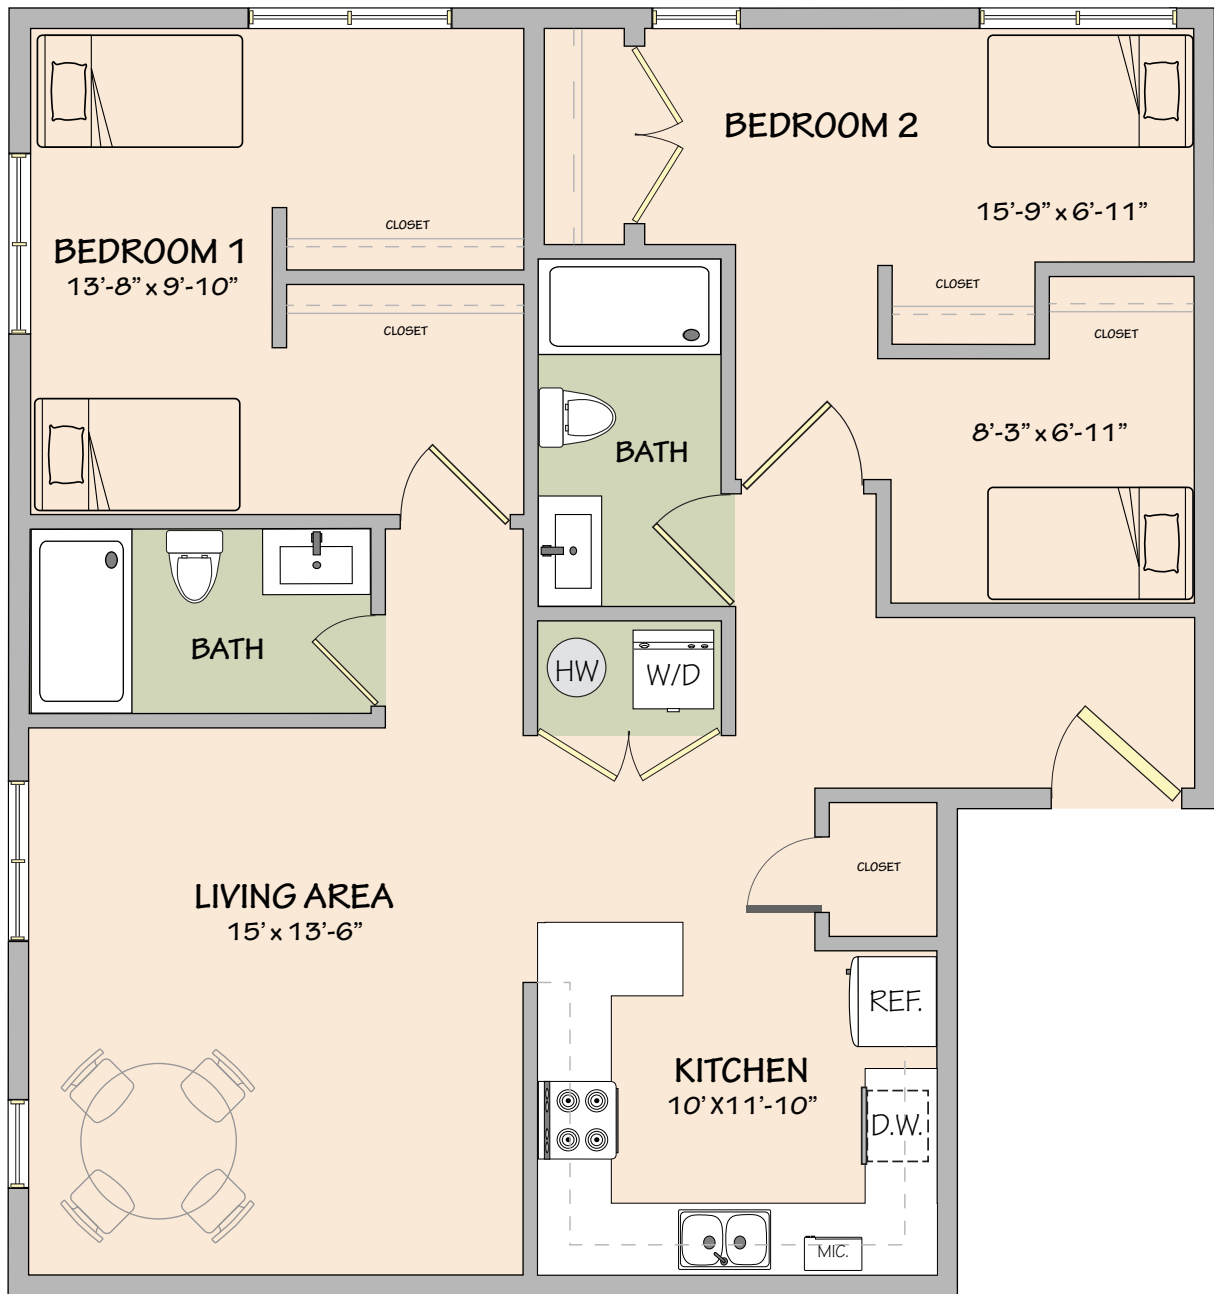 BEDROOM 2
15'-9" x 6'-11"
CLOSET
BEDROOM 1
13'-8" x 9'-10"
CLOSET
CLOSET
CLOSET
8'-3" x 6'-11"
BATH
BATH
HW
W/D
CLOSET
LIVING AREA
15' x 13'-6"
REF.
KITCHEN
10' X11'-10"
D.W.
MIC.